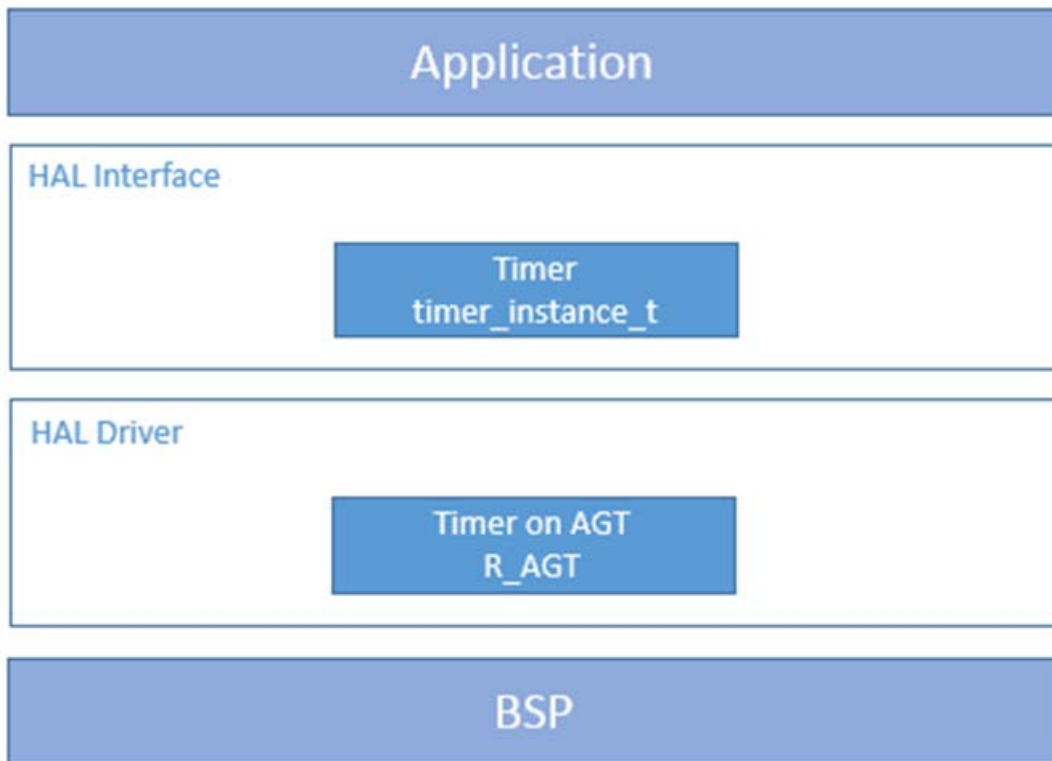 Application
HAL Interface
Timer
timer_instance_t
HAL Driver
Timer on AGT
R_AGT
BSP